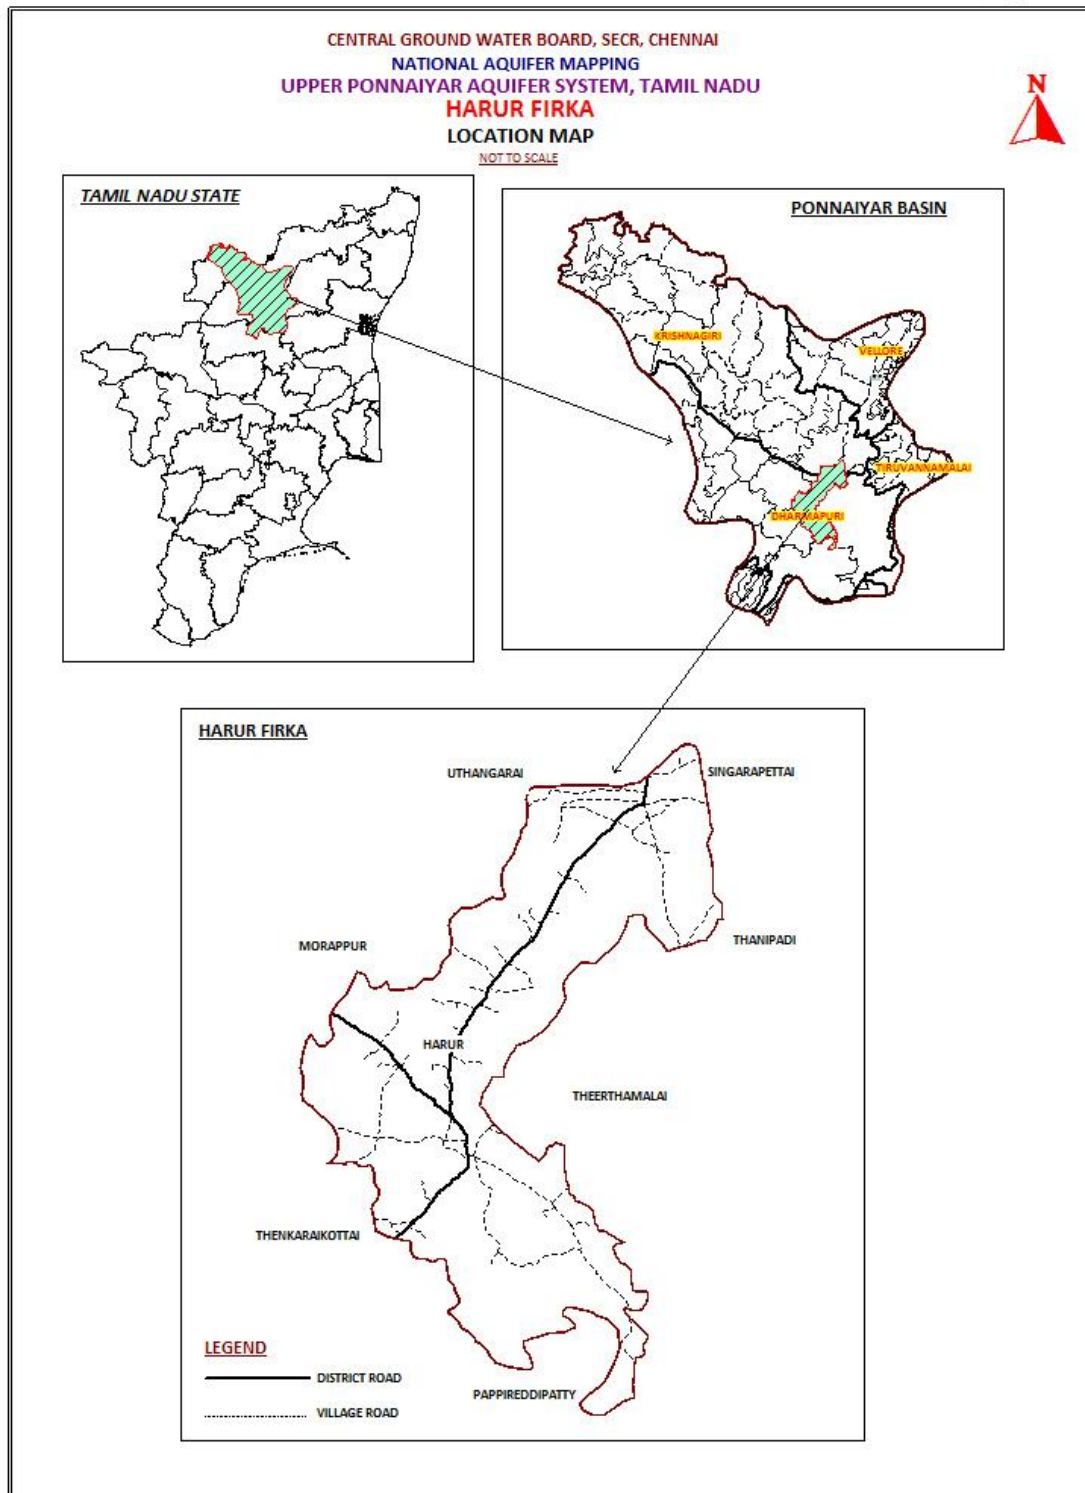 CENTRAL GROUND WATER BOARD, SECR, CHENNAI
NATIONAL AQUIFER MAPPING
UPPER PONNAIYAR AQUIFER SYSTEM, TAMIL NADU
HARUR FIRKA
LOCATION MAP
NOT TO SCALE
N
TAMIL NADU STATE
PONNAIYAR BASIN
KRISHNAGIRI
VELLORE
TIRUVANNAMALAI
DHARMAPURI
HARUR FIRKA
UTHANGARAI
SINGARAPETTAI
MORAPPUR
THANIPADI
HARUR
THEERTHAMALAI
THENKARAIKOTTAI
PAPPIREDDIPATTY
LEGEND
DISTRICT ROAD
VILLAGE ROAD